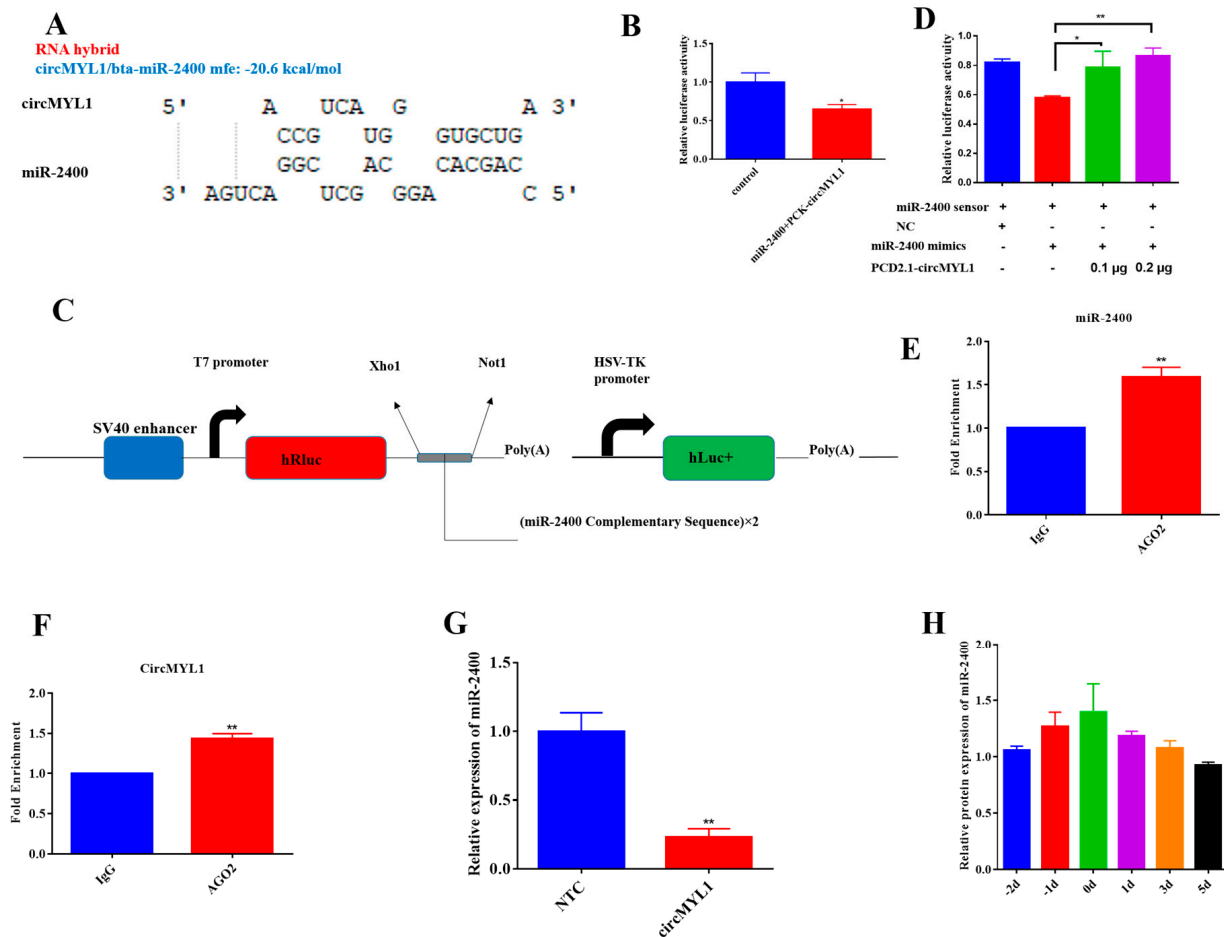 A
RNA hybrid
circMYL1/bta-miR-2400 mfe: -20.6 kcal/mol
circMYL1
5' A UCA G A 3'
CCG UG GUGCUG
GGC AC CACGAC
miR-2400
3' AGUCA UCG GGA C 5'
B
Relative luciferase activuity
1.5
1.0
0.5
0.0
*
control
miR-2400+PCK-circMYL1
D
Relative luciferase activuity
1.0
0.8
0.6
0.4
0.2
0.0
**
*
miR-2400 sensor + + + +
NC + - - -
miR-2400 mimics - + + +
PCD2.1-circMYL1 - - 0.1 μg 0.2 μg
C
T7 promoter
Xho1
Not1
HSV-TK
promoter
SV40 enhancer
hRluc
Poly(A)
hLuc+
Poly(A)
(miR-2400 Complementary Sequence)×2
E
miR-2400
Fold Enrichment
2.0
1.5
1.0
0.5
0.0
**
IgG
AGO2
F
CircMYL1
Fold Enrichment
2.0
1.5
1.0
0.5
0.0
**
IgG
AGO2
G
Relative expression of miR-2400
1.5
1.0
0.5
0.0
**
NTC
circMYL1
H
Relative protein expression of miR-2400
2.0
1.5
1.0
0.5
0.0
-2d
-1d
0d
1d
3d
5d